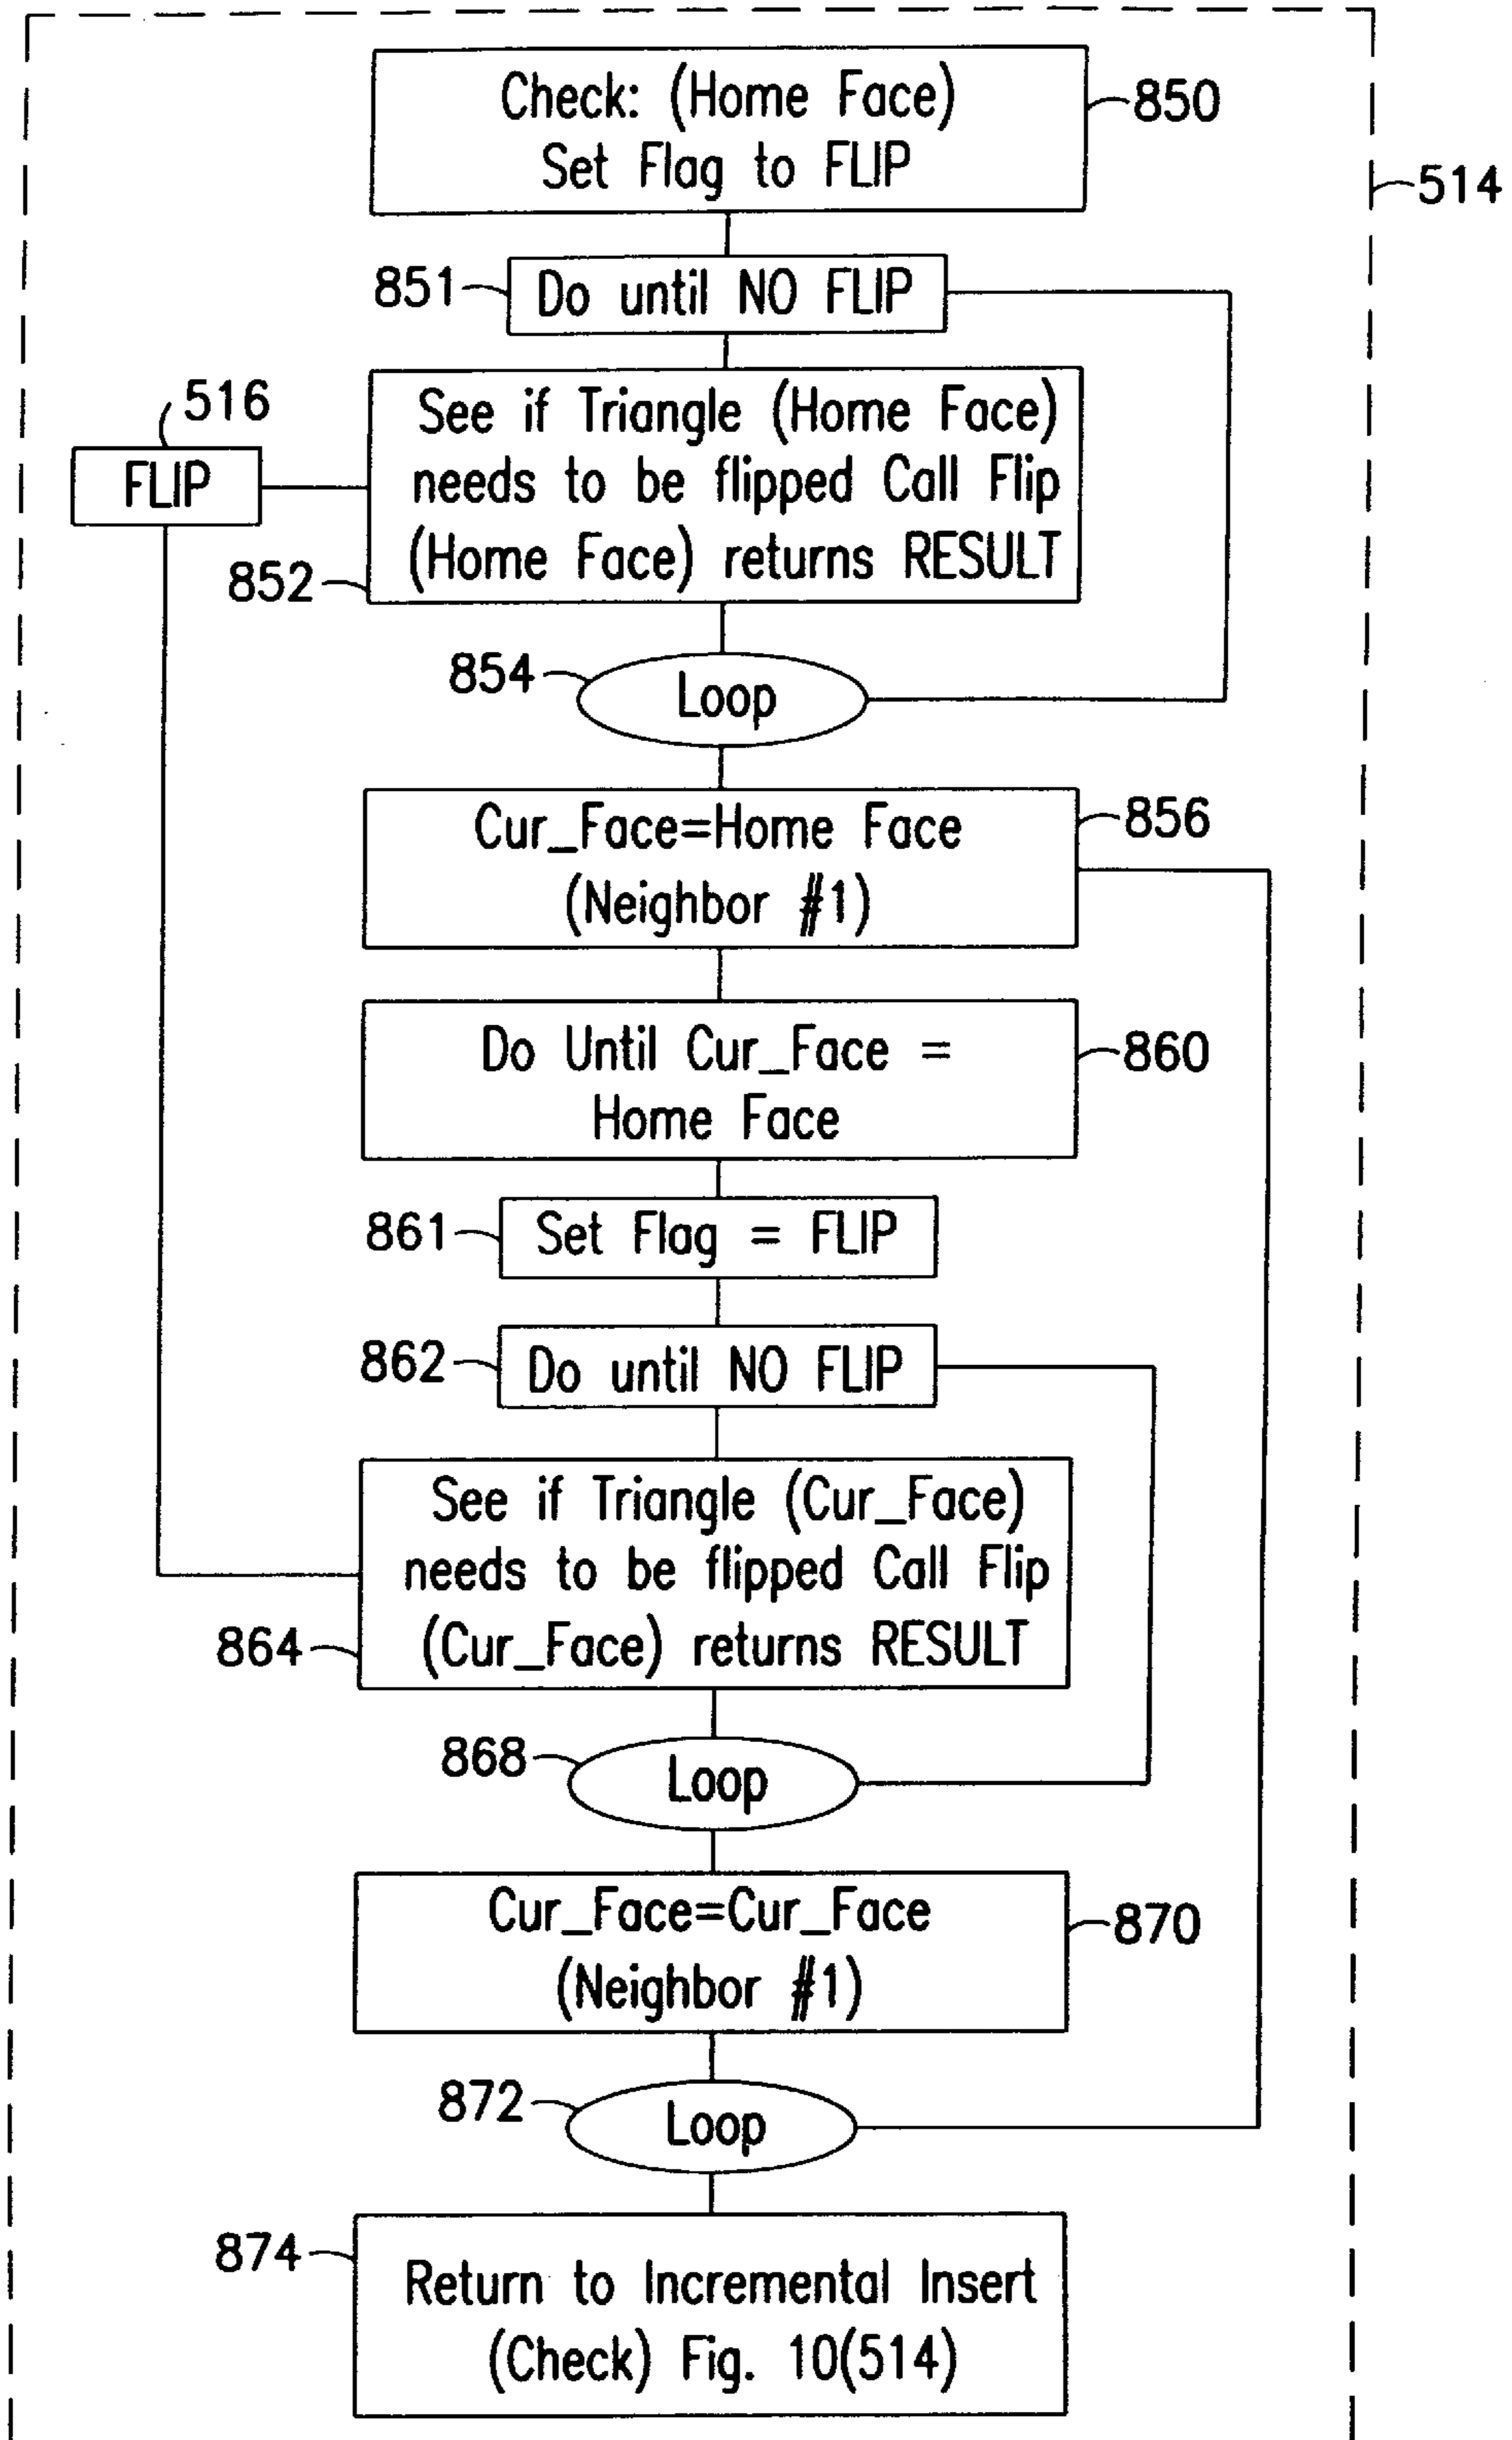 Check: (Home Face)
Set Flag to FLIP
850
514
851
Do until NO FLIP
516
FLIP
See if Triangle (Home Face)
needs to be flipped Call Flip
(Home Face) returns RESULT
852
854
Loop
Cur_Face=Home Face
(Neighbor #1)
856
Do Until Cur_Face =
Home Face
860
861
Set Flag = FLIP
862
Do until NO FLIP
See if Triangle (Cur_Face)
needs to be flipped Call Flip
(Cur_Face) returns RESULT
864
868
Loop
Cur_Face=Cur_Face
(Neighbor #1)
870
872
Loop
874
Return to Incremental Insert
(Check) Fig. 10(514)